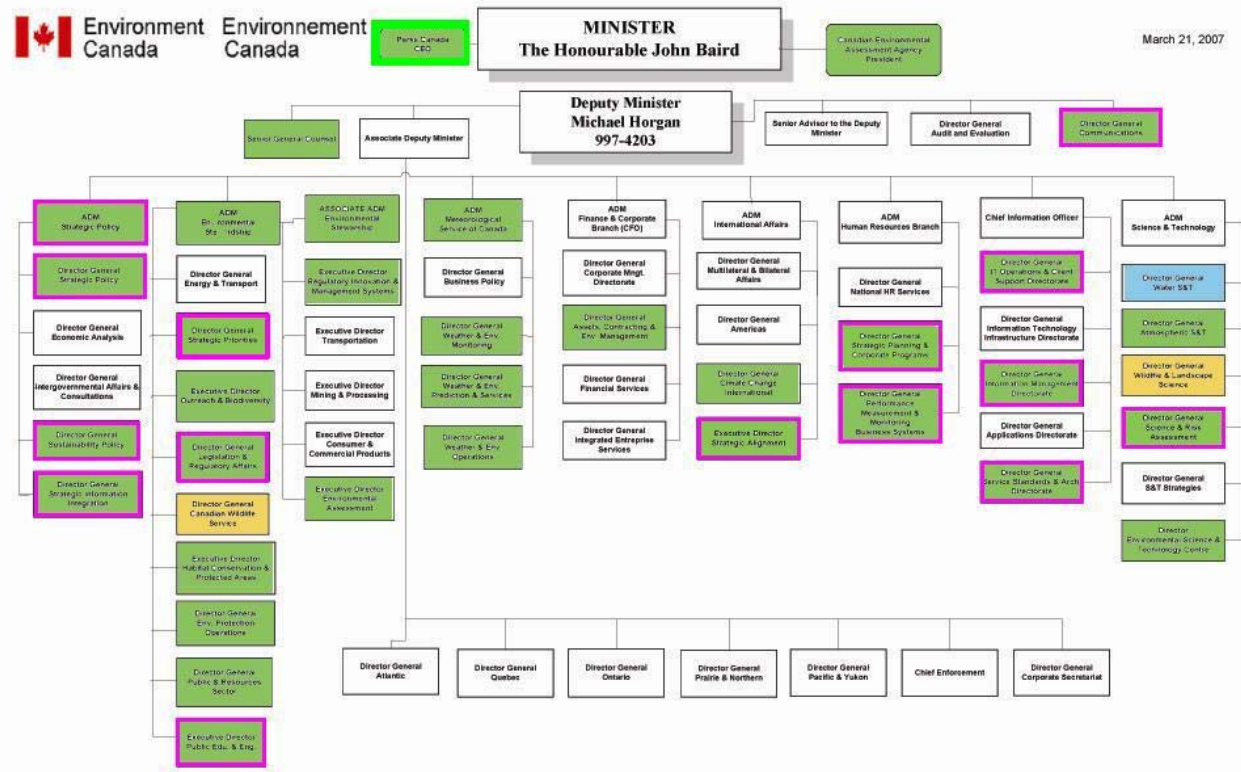 Environment Environnement
Canada Canada
Parks Canada
CEO
MINISTER
The Honourable John Baird
Canadian Environmental
Assessment Agency
President
March 21, 2007
Deputy Minister
Michael Horgan
997-4203
Senior General Counsel
Associate Deputy Minister
Senior Advisor to the Deputy
Minister
Director General
Audit and Evaluation
Director General
Communications
ADM
Strategic Policy
Director General
Strategic Policy
Director General
Economic Analysis
Director General
Intergovernmental Affairs &
Consultations
Director General
Sustainability Policy
Director General
Strategic Information
Integration
ADM
Director General
Energy & Transport
Director General
Strategic Priorities
Executive Director
Outreach & Biodiversity
Director General
Legislation &
Regulatory Affairs
Director General
Canadian Wildlife
Service
Executive Director
Habitat Conservation &
Protected Areas
Director General
Env. Protection
Operations
Director General
Public & Resources
Sector
Executive Director
Public Edu. & Eng.
ASSOCIATE ADM
Environmental
Stewarship
Executive Director
Regulatory Innovation &
Management Systems
Executive Director
Transportation
Executive Director
Mining & Processing
Executive Director
Consumer &
Commercial Products
Executive Director
Environmental
Assessment
ADM
Meteorological
Service of Canada
Director General
Business Policy
Director General
Weather & Env.
Monitoring
Director General
Weather & Env.
Prediction & Services
Director General
Weather & Env
Operations
ADM
Finance & Corporate
Branch (CFO)
Director General
Corporate Mngt.
Directorate
Director General
Assets, Contracting &
Env. Management
Director General
Financial Services
Director General
Integrated Entreprise
Services
ADM
International Affairs
Director General
Multilateral & Bilateral
Affairs
Director General
Americas
Director General
Climate Change
International
Executive Director
Strategic Alignment
ADM
Human Resources Branch
Director General
National HR Services
Director General
Strategic Planning &
Corporate Programs
Director General
Performance
Measurement &
Monitoring
Business Systems
Chief Information Officer
Director General
IT Operations & Client
Support Directorate
Director General
Information Technology
Infrastructure Directorate
Director General
Information Management
Directorate
Director General
Applications Directorate
Director General
Service Standards & Arch
Directorate
ADM
Science & Technology
Director General
Water S&T
Director General
Atmospheric S&T
Director General
Wildlife & Landscape
Science
Director General
Science & Risk
Assessment
Director General
S&T Strategies
Director
Environmental Science &
Technology Centre
Director General
Atlantic
Director General
Quebec
Director General
Ontario
Director General
Prairie & Northern
Director General
Pacific & Yukon
Chief Enforcement
Director General
Corporate Secretariat